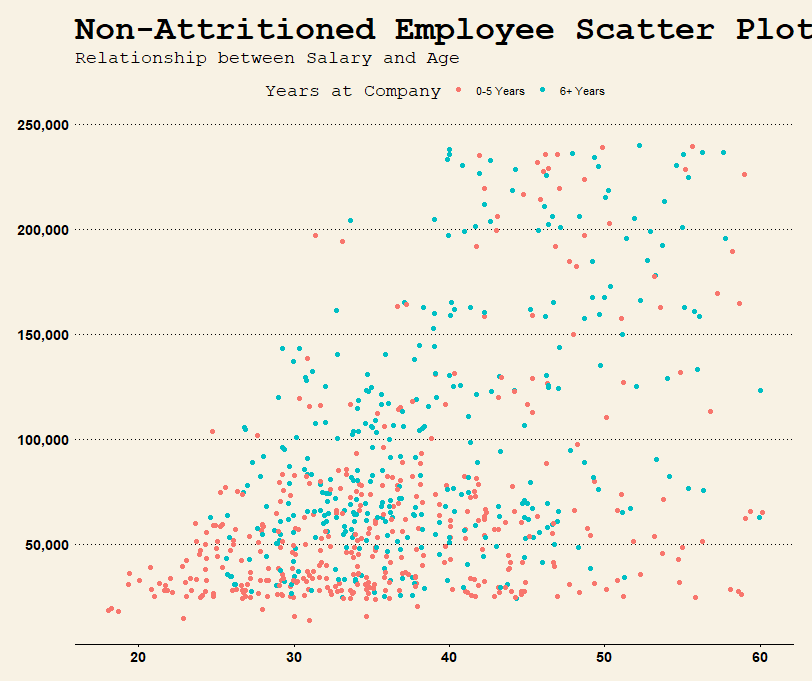 Non-Attritioned Employee Scatter Plot
Relationship between Salary and Age
Years at Company 0-5 Years 6+ Years
250,000
200,000
150,000
100,000
50,000
20 30 40 50 60